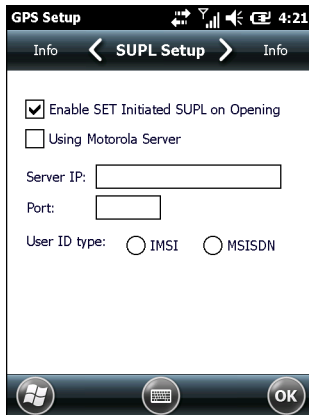 GPS Setup 4:21
Info SUPL Setup Info
Enable SET Initiated SUPL on Opening
Using Motorola Server
Server IP:
Port:
User ID type: IMSI MSISDN
OK